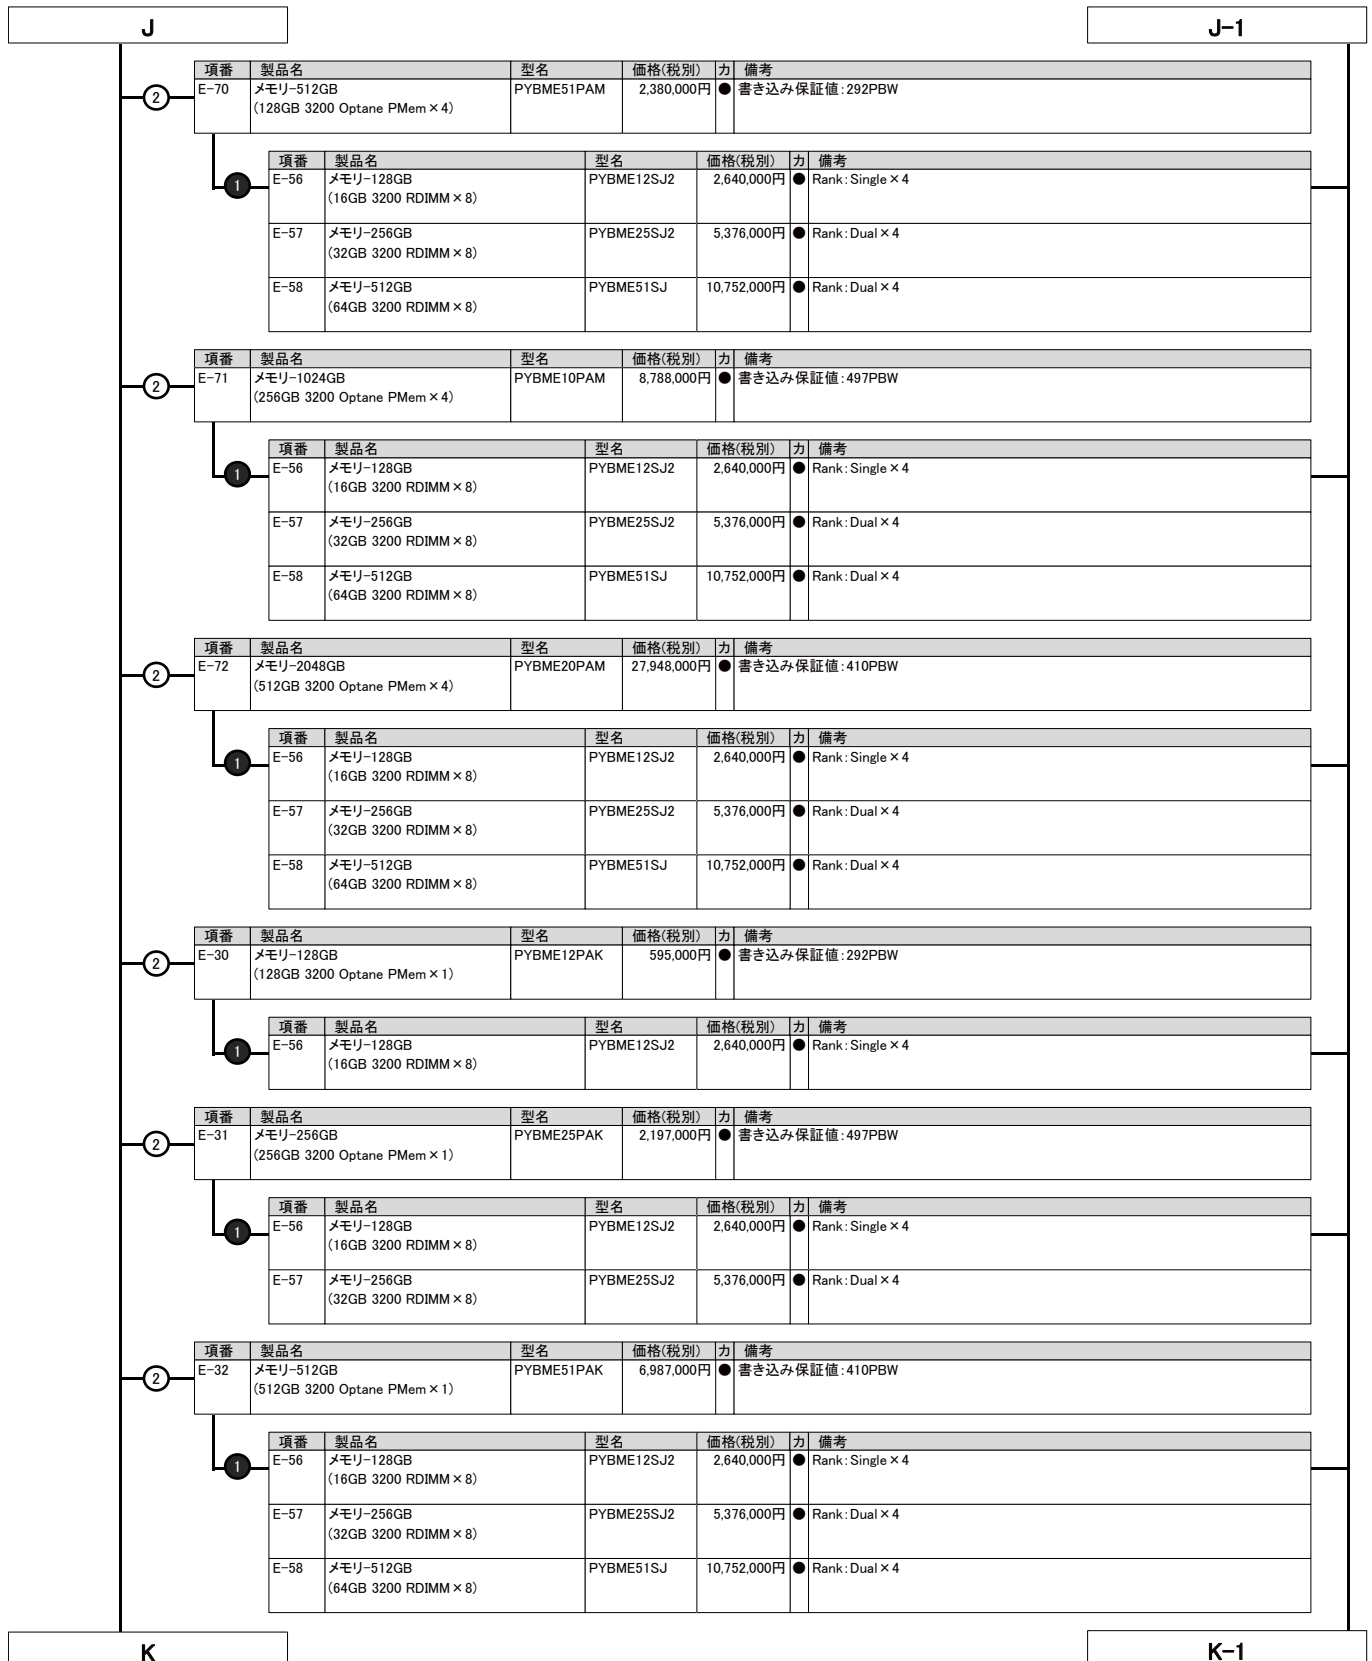 J J-1
項番 製品名 型名 価格(税別) カ 備考
② E-70 メモリ-512GB PYBME51PAM 2,380,000円 ● 書き込み保証値:292PBW
(128GB 3200 Optane PMem×4)
項番 製品名 型名 価格(税別) カ 備考
❶ E-56 メモリ-128GB PYBME12SJ2 2,640,000円 ● Rank:Single×4
(16GB 3200 RDIMM×8)
E-57 メモリ-256GB PYBME25SJ2 5,376,000円 ● Rank:Dual×4
(32GB 3200 RDIMM×8)
E-58 メモリ-512GB PYBME51SJ 10,752,000円 ● Rank:Dual×4
(64GB 3200 RDIMM×8)
項番 製品名 型名 価格(税別) カ 備考
② E-71 メモリ-1024GB PYBME10PAM 8,788,000円 ● 書き込み保証値:497PBW
(256GB 3200 Optane PMem×4)
項番 製品名 型名 価格(税別) カ 備考
❶ E-56 メモリ-128GB PYBME12SJ2 2,640,000円 ● Rank:Single×4
(16GB 3200 RDIMM×8)
E-57 メモリ-256GB PYBME25SJ2 5,376,000円 ● Rank:Dual×4
(32GB 3200 RDIMM×8)
E-58 メモリ-512GB PYBME51SJ 10,752,000円 ● Rank:Dual×4
(64GB 3200 RDIMM×8)
項番 製品名 型名 価格(税別) カ 備考
② E-72 メモリ-2048GB PYBME20PAM 27,948,000円 ● 書き込み保証値:410PBW
(512GB 3200 Optane PMem×4)
項番 製品名 型名 価格(税別) カ 備考
❶ E-56 メモリ-128GB PYBME12SJ2 2,640,000円 ● Rank:Single×4
(16GB 3200 RDIMM×8)
E-57 メモリ-256GB PYBME25SJ2 5,376,000円 ● Rank:Dual×4
(32GB 3200 RDIMM×8)
E-58 メモリ-512GB PYBME51SJ 10,752,000円 ● Rank:Dual×4
(64GB 3200 RDIMM×8)
項番 製品名 型名 価格(税別) カ 備考
② E-30 メモリ-128GB PYBME12PAK 595,000円 ● 書き込み保証値:292PBW
(128GB 3200 Optane PMem×1)
項番 製品名 型名 価格(税別) カ 備考
❶ E-56 メモリ-128GB PYBME12SJ2 2,640,000円 ● Rank:Single×4
(16GB 3200 RDIMM×8)
項番 製品名 型名 価格(税別) カ 備考
② E-31 メモリ-256GB PYBME25PAK 2,197,000円 ● 書き込み保証値:497PBW
(256GB 3200 Optane PMem×1)
項番 製品名 型名 価格(税別) カ 備考
❶ E-56 メモリ-128GB PYBME12SJ2 2,640,000円 ● Rank:Single×4
(16GB 3200 RDIMM×8)
E-57 メモリ-256GB PYBME25SJ2 5,376,000円 ● Rank:Dual×4
(32GB 3200 RDIMM×8)
項番 製品名 型名 価格(税別) カ 備考
② E-32 メモリ-512GB PYBME51PAK 6,987,000円 ● 書き込み保証値:410PBW
(512GB 3200 Optane PMem×1)
項番 製品名 型名 価格(税別) カ 備考
❶ E-56 メモリ-128GB PYBME12SJ2 2,640,000円 ● Rank:Single×4
(16GB 3200 RDIMM×8)
E-57 メモリ-256GB PYBME25SJ2 5,376,000円 ● Rank:Dual×4
(32GB 3200 RDIMM×8)
E-58 メモリ-512GB PYBME51SJ 10,752,000円 ● Rank:Dual×4
(64GB 3200 RDIMM×8)
K K-1